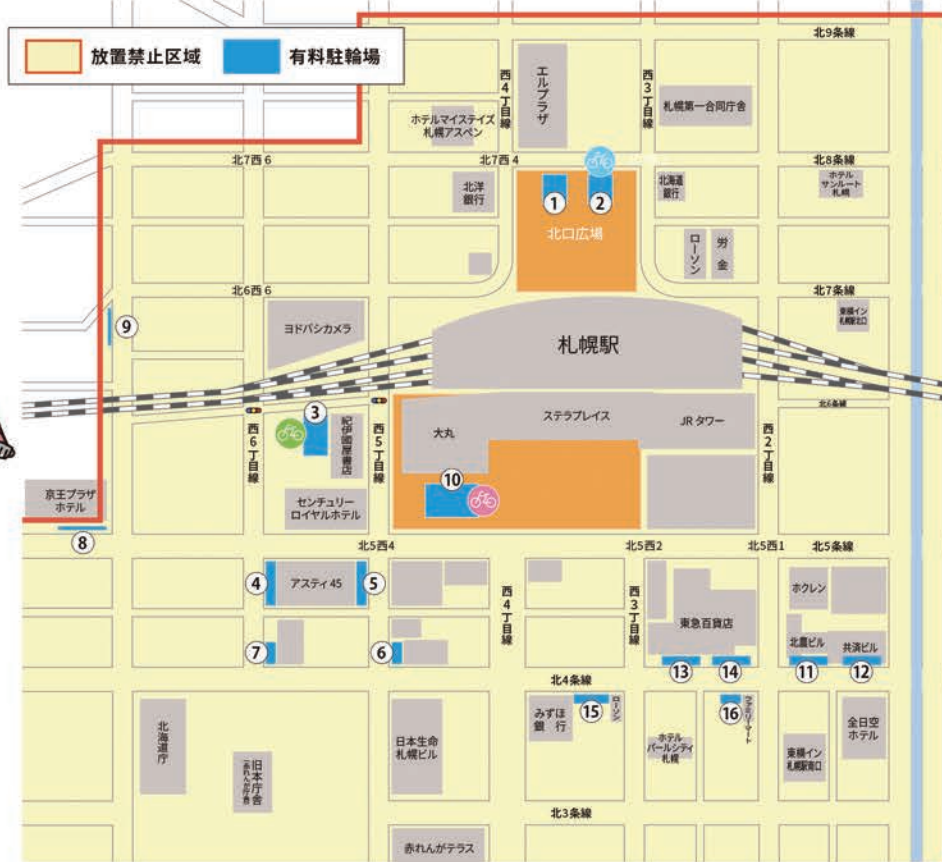 放置禁止区域
有料駐輪場
北9条線
西4丁目線
エルプラザ
西3丁目線
札幌第一合同庁舎
ホテルマイステイズ
札幌アスペン
北7西6
北7西4
北8条線
北洋
銀行
1
2
北海道
銀行
ホテル
サンルート
札幌
北口広場
ローソン
労金
北6西6
北7条線
9
ヨドバシカメラ
札幌駅
東横イン
札幌駅北口
北6条線
3
西6丁目線
紀伊國屋書店
西5丁目線
大丸
ステラプレイス
JRタワー
西2丁目線
10
京王プラザ
ホテル
センチュリー
ロイヤルホテル
8
北5西4
北5西2
北5西1
北5条線
4
アスティ45
5
西4丁目線
西3丁目線
ホクレン
東急百貨店
7
6
北農ビル
共済ビル
13
14
11
12
北4条線
北海道庁
旧本庁舎
(赤れんが庁舎)
日本生命
札幌ビル
みずほ
銀行
15
ローソン
16
ファミリーマート
ホテル
パールシティ
札幌
東横イン
札幌駅南口
全日空
ホテル
北3条線
赤れんがテラス